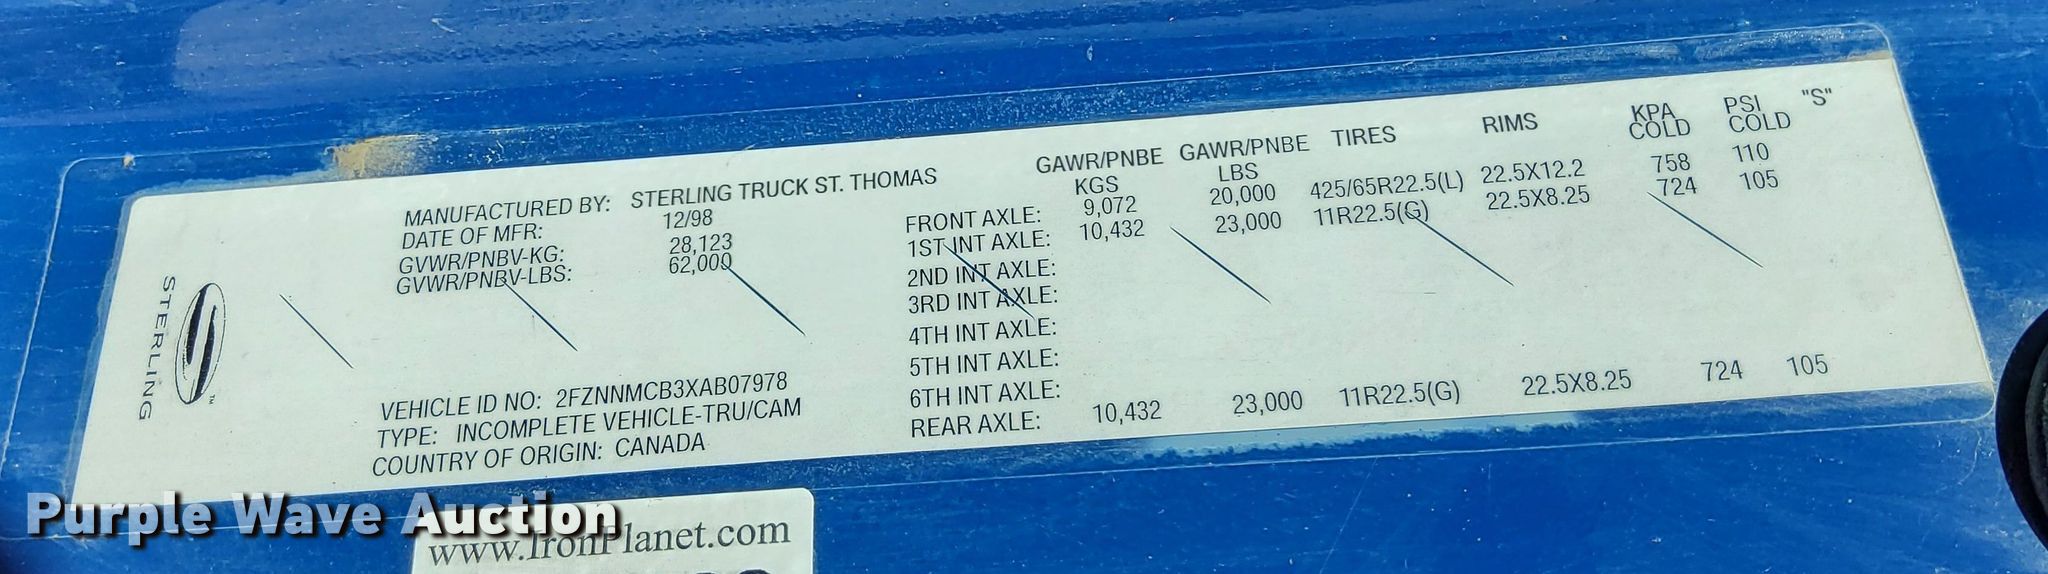 STERLING
™
MANUFACTURED BY: STERLING TRUCK ST. THOMAS
DATE OF MFR: 12/98
GVWR/PNBV-KG: 28,123
GVWR/PNBV-LBS: 62,000
VEHICLE ID NO: 2FZNNMCB3XAB07978
TYPE: INCOMPLETE VEHICLE-TRU/CAM
COUNTRY OF ORIGIN: CANADA
GAWR/PNBE GAWR/PNBE TIRES RIMS KPA PSI "S"
KGS LBS COLD COLD
FRONT AXLE: 9,072 20,000 425/65R22.5(L) 22.5X12.2 758 110
1ST INT AXLE: 10,432 23,000 11R22.5(G) 22.5X8.25 724 105
2ND INT AXLE:
3RD INT AXLE:
4TH INT AXLE:
5TH INT AXLE:
6TH INT AXLE:
REAR AXLE: 10,432 23,000 11R22.5(G) 22.5X8.25 724 105
Purple Wave Auction
www.IronPlanet.com